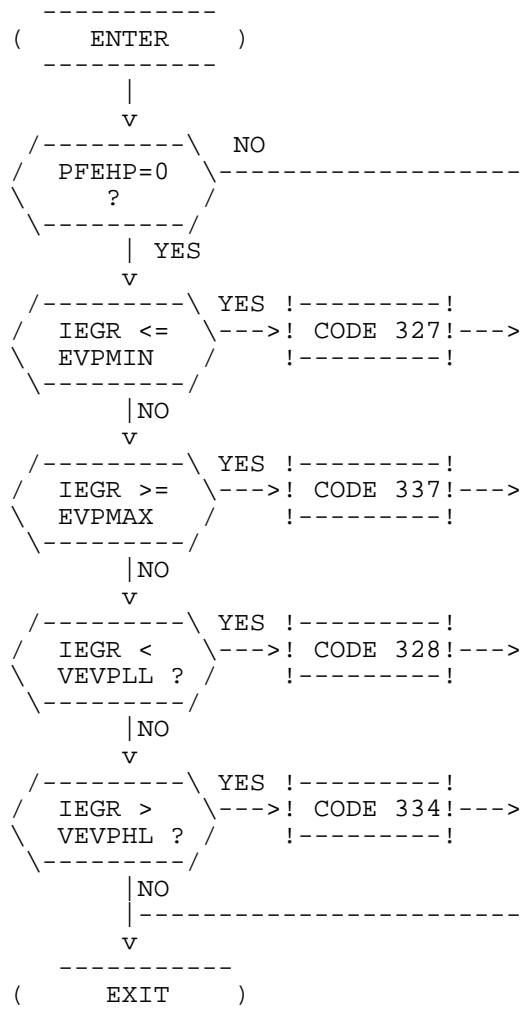 ENTER
NO
PFEHP=0
?
YES
YES
IEGR <= CODE 327
EVPMIN
NO
YES
IEGR >= CODE 337
EVPMAX
NO
YES
IEGR < CODE 328
VEVPLL ?
NO
YES
IEGR > CODE 334
VEVPHL ?
NO
EXIT